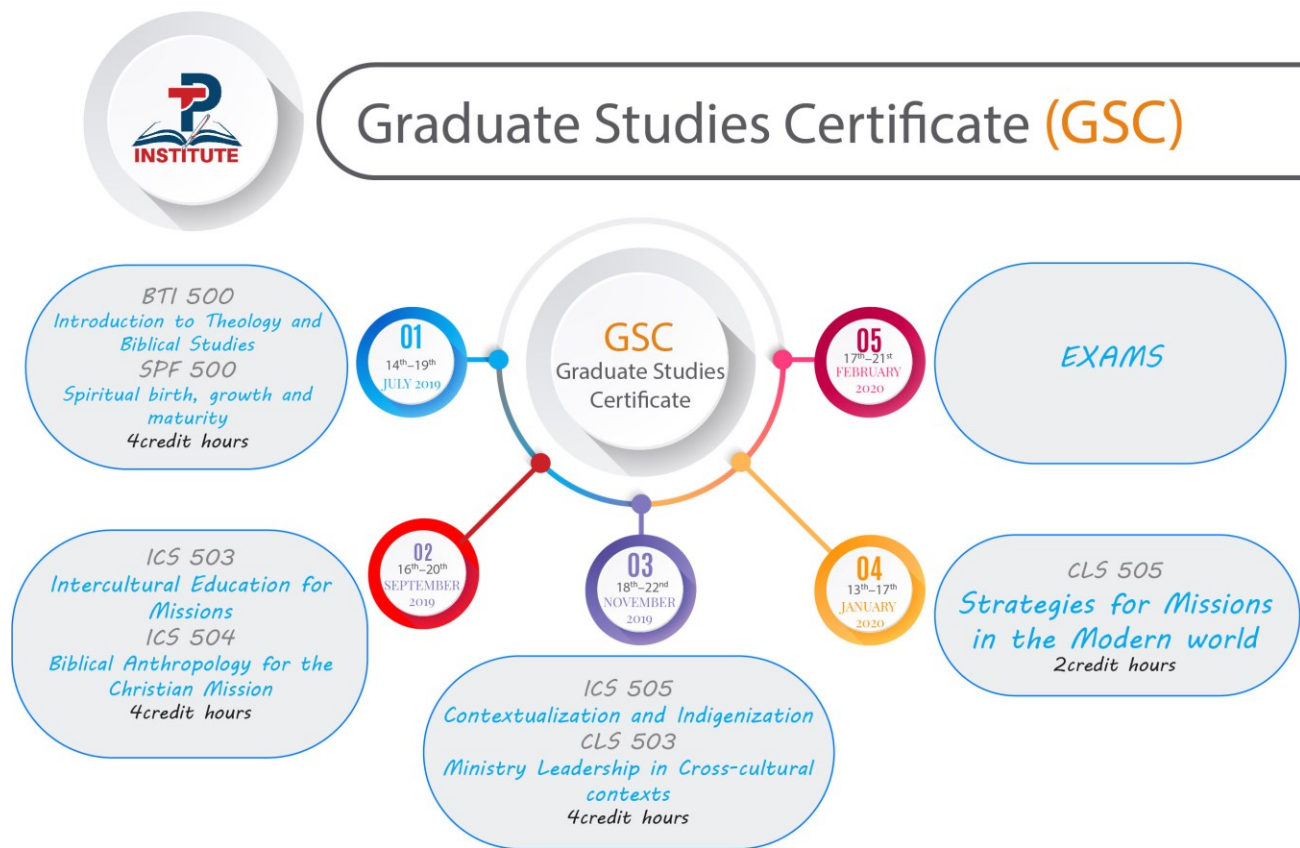 TP
INSTITUTE
Graduate Studies Certificate (GSC)
BTI 500
Introduction to Theology and
Biblical Studies
SPF 500
Spiritual birth, growth and
maturity
4credit hours
01
14th–19th
JULY 2019
GSC
Graduate Studies
Certificate
05
17th–21st
FEBRUARY
2020
EXAMS
ICS 503
Intercultural Education for
Missions
ICS 504
Biblical Anthropology for the
Christian Mission
4credit hours
02
16th–20th
SEPTEMBER
2019
03
18th–22nd
NOVEMBER
2019
04
13th–17th
JANUARY
2020
CLS 505
Strategies for Missions
in the Modern world
2credit hours
ICS 505
Contextualization and Indigenization
CLS 503
Ministry Leadership in Cross-cultural
contexts
4credit hours